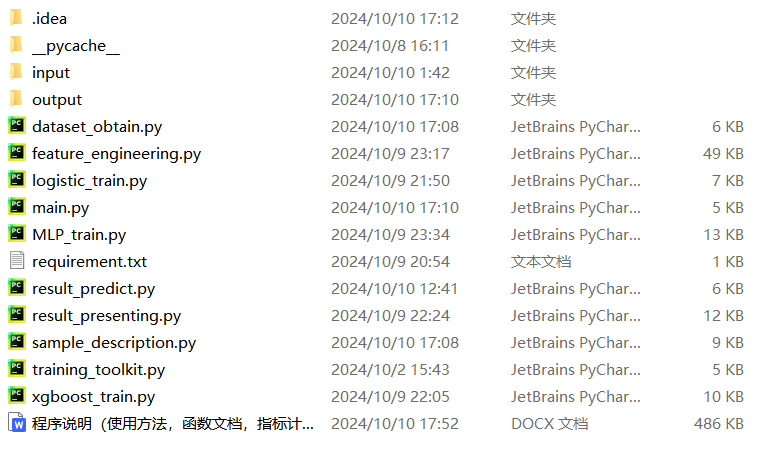 .idea 2024/10/10 17:12 文件夹
__pycache__ 2024/10/8 16:11 文件夹
input 2024/10/10 1:42 文件夹
output 2024/10/10 17:10 文件夹
dataset_obtain.py 2024/10/10 17:08 JetBrains PyChar... 6 KB
feature_engineering.py 2024/10/9 23:17 JetBrains PyChar... 49 KB
logistic_train.py 2024/10/9 21:50 JetBrains PyChar... 7 KB
main.py 2024/10/10 17:10 JetBrains PyChar... 5 KB
MLP_train.py 2024/10/9 23:34 JetBrains PyChar... 13 KB
requirement.txt 2024/10/9 20:54 文本文档 1 KB
result_predict.py 2024/10/10 12:41 JetBrains PyChar... 6 KB
result_presenting.py 2024/10/9 22:24 JetBrains PyChar... 12 KB
sample_description.py 2024/10/10 17:08 JetBrains PyChar... 9 KB
training_toolkit.py 2024/10/2 15:43 JetBrains PyChar... 5 KB
xgboost_train.py 2024/10/9 22:05 JetBrains PyChar... 10 KB
程序说明（使用方法，函数文档，指标计... 2024/10/10 17:52 DOCX 文档 486 KB